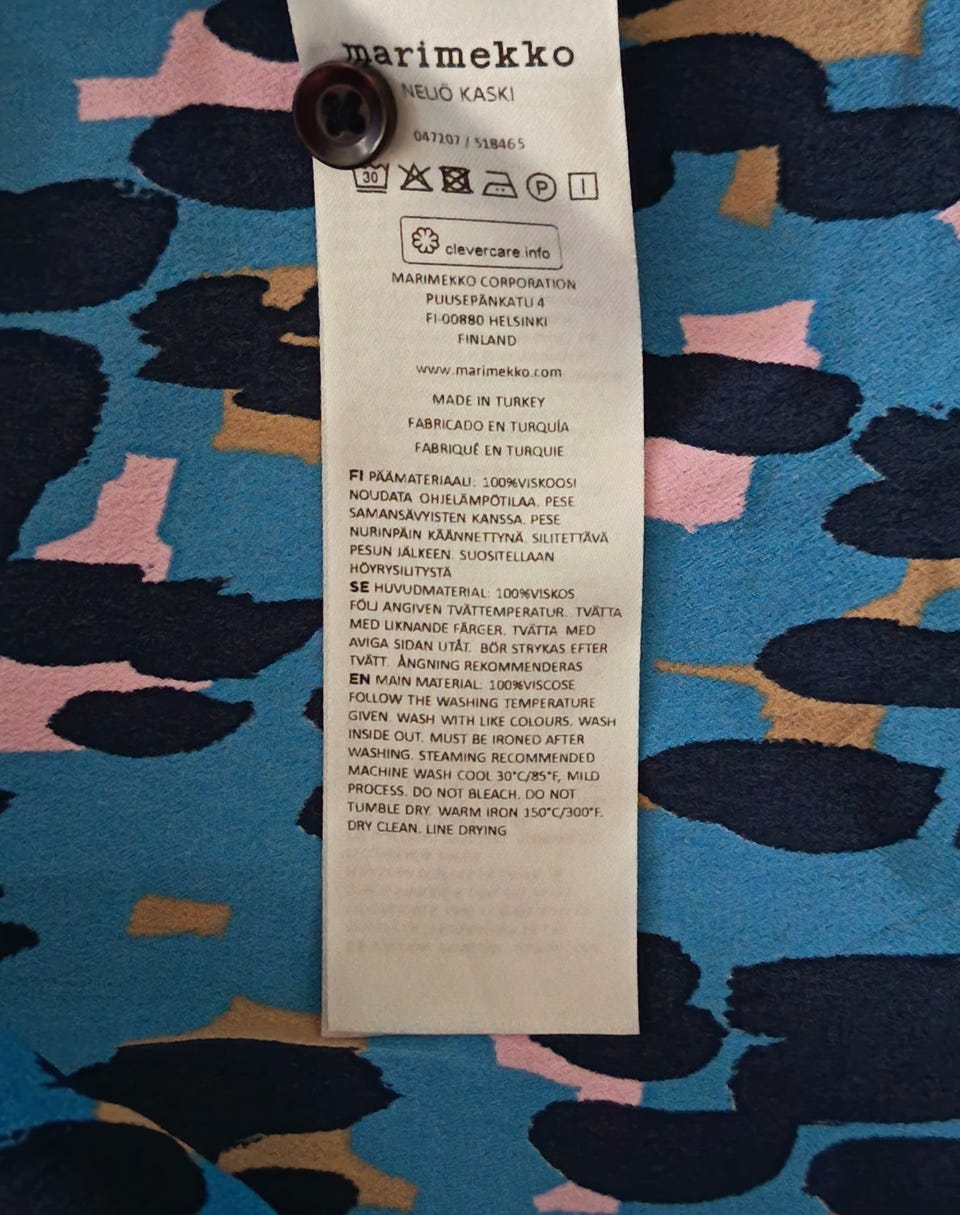 marimekko
NELIÖ KASKI
047207 / 518465
30 P
clevercare.info
MARIMEKKO CORPORATION
PUUSEPÄNKATU 4
FI-00880 HELSINKI
FINLAND
www.marimekko.com
MADE IN TURKEY
FABRICADO EN TURQUÍA
FABRIQUÉ EN TURQUIE
FI PÄÄMATERIAALI: 100%VISKOOSI
NOUDATA OHJELÄMPÖTILAA. PESE
SAMANSÄVYISTEN KANSSA. PESE
NURINPÄIN KÄÄNNETTYNÄ. SILITETTÄVÄ
PESUN JÄLKEEN. SUOSITELLAAN
HÖYRYSILITYSTÄ
SE HUVUDMATERIAL: 100%VISKOS
FÖLJ ANGIVEN TVÄTTEMPERATUR. TVÄTTA
MED LIKNANDE FÄRGER. TVÄTTA MED
AVIGA SIDAN UTÅT. BÖR STRYKAS EFTER
TVÄTT. ÅNGNING REKOMMENDERAS
EN MAIN MATERIAL: 100%VISCOSE
FOLLOW THE WASHING TEMPERATURE
GIVEN. WASH WITH LIKE COLOURS. WASH
INSIDE OUT. MUST BE IRONED AFTER
WASHING. STEAMING RECOMMENDED
MACHINE WASH COOL 30°C/85°F, MILD
PROCESS. DO NOT BLEACH. DO NOT
TUMBLE DRY. WARM IRON 150°C/300°F.
DRY CLEAN. LINE DRYING